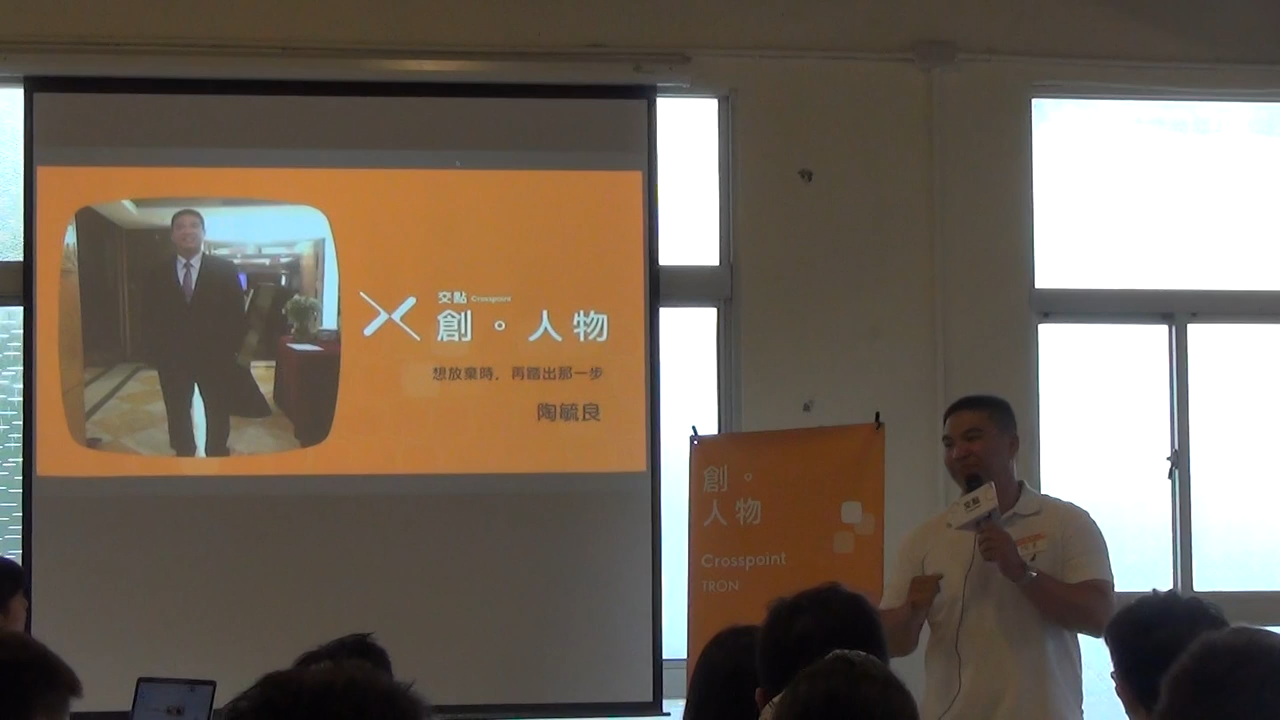 交點 Crosspoint
創。人物
想放棄時，再踏出那一步
陶毓良
創。
人物
Crosspoint
TRON
交點